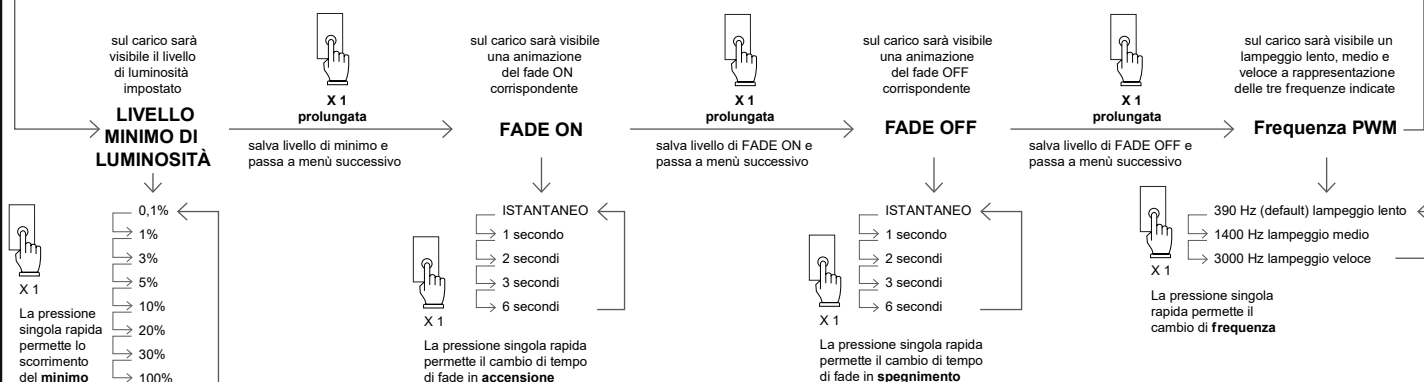 sul carico sarà
visibile il livello
di luminosità
impostato
LIVELLO
MINIMO DI
LUMINOSITÀ
0,1%
1%
3%
5%
10%
20%
30%
100%
X 1
La pressione
singola rapida
permette lo
scorrimento
del minimo
X 1
prolungata
salva livello di minimo e
passa a menù successivo
sul carico sarà visibile
una animazione
del fade ON
corrispondente
FADE ON
ISTANTANEO
1 secondo
2 secondi
3 secondi
6 secondi
X 1
La pressione singola rapida
permette il cambio di tempo
di fade in accensione
X 1
prolungata
salva livello di FADE ON e
passa a menù successivo
sul carico sarà visibile
una animazione
del fade OFF
corrispondente
FADE OFF
ISTANTANEO
1 secondo
2 secondi
3 secondi
6 secondi
X 1
La pressione singola rapida
permette il cambio di tempo
di fade in spegnimento
X 1
prolungata
salva livello di FADE OFF e
passa a menù successivo
sul carico sarà visibile un
lampeggio lento, medio e
veloce a rappresentazione
delle tre frequenze indicate
Frequenza PWM
390 Hz (default) lampeggio lento
1400 Hz lampeggio medio
3000 Hz lampeggio veloce
X 1
La pressione singola
rapida permette il
cambio di frequenza